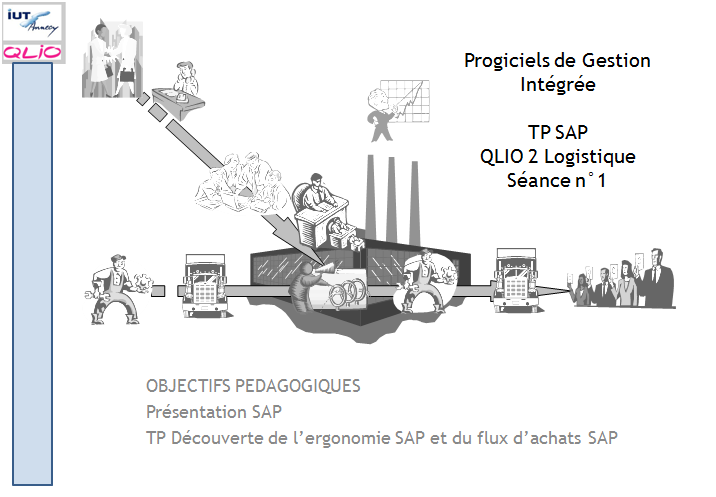 IUT
Annecy
QLIO
Progiciels de Gestion
Intégrée
TP SAP
QLIO 2 Logistique
Séance n°1
OBJECTIFS PEDAGOGIQUES
Présentation SAP
TP Découverte de l'ergonomie SAP et du flux d'achats SAP